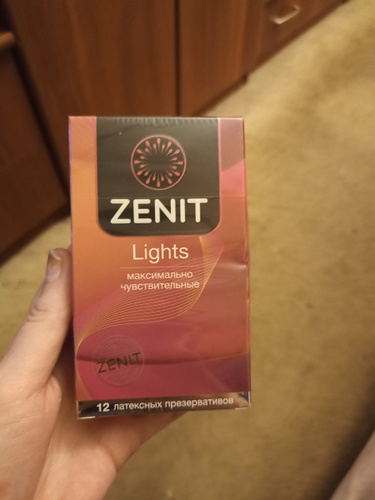 ZENIT
Lights
максимально
чувствительные
ZENIT
12 латексных презервативов